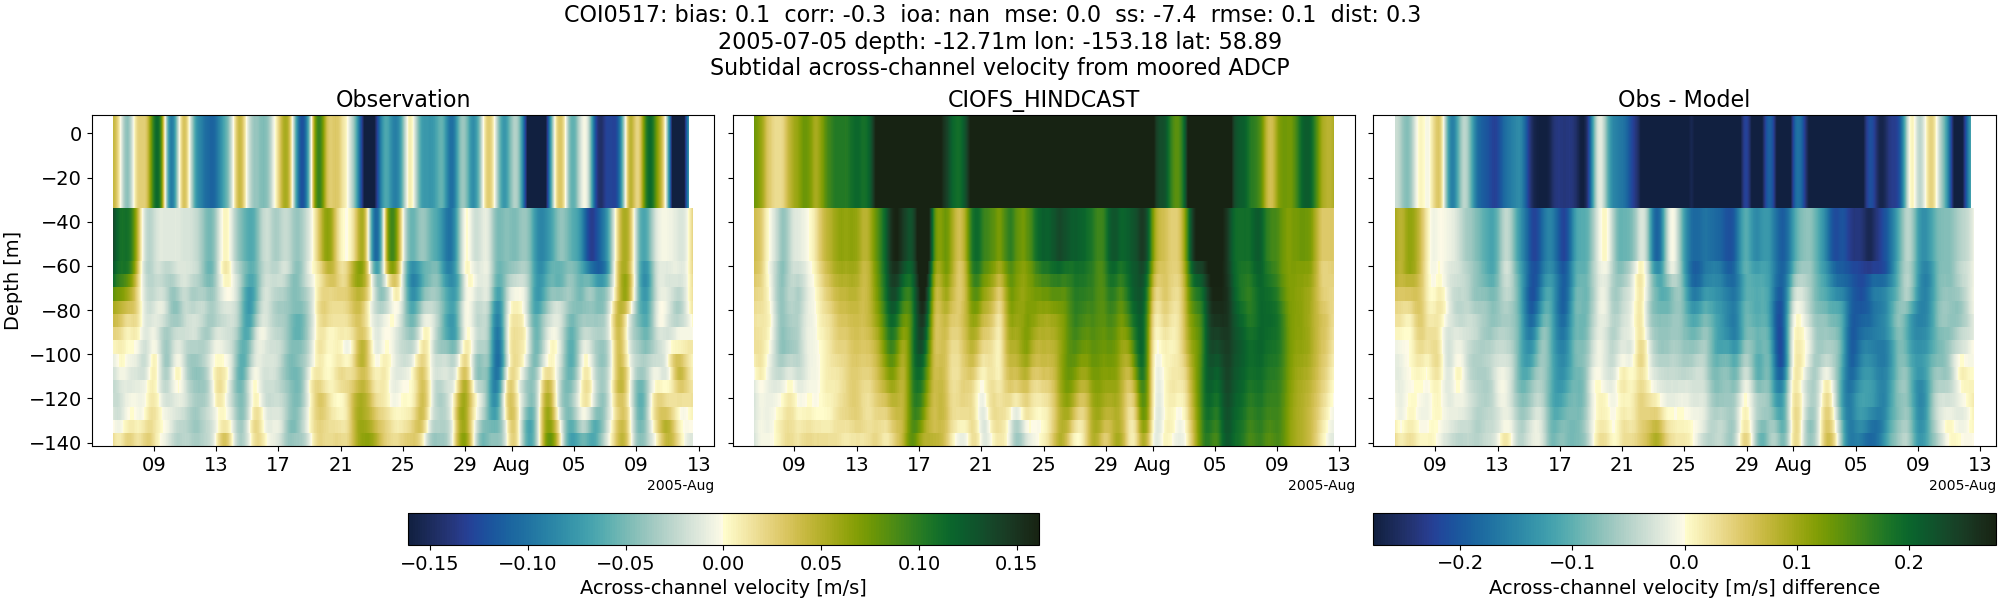 COI0517: bias: 0.1 corr: -0.3 ioa: nan mse: 0.0 ss: -7.4 rmse: 0.1 dist: 0.3
2005-07-05 depth: -12.71m lon: -153.18 lat: 58.89
Subtidal across-channel velocity from moored ADCP
Observation
CIOFS_HINDCAST
Obs - Model
Depth [m]
0
−20
−40
−60
−80
−100
−120
−140
09 13 17 21 25 29 Aug 05 09 13
2005-Aug
09 13 17 21 25 29 Aug 05 09 13
2005-Aug
09 13 17 21 25 29 Aug 05 09 13
2005-Aug
−0.15 −0.10 −0.05 0.00 0.05 0.10 0.15
Across-channel velocity [m/s]
−0.2 −0.1 0.0 0.1 0.2
Across-channel velocity [m/s] difference